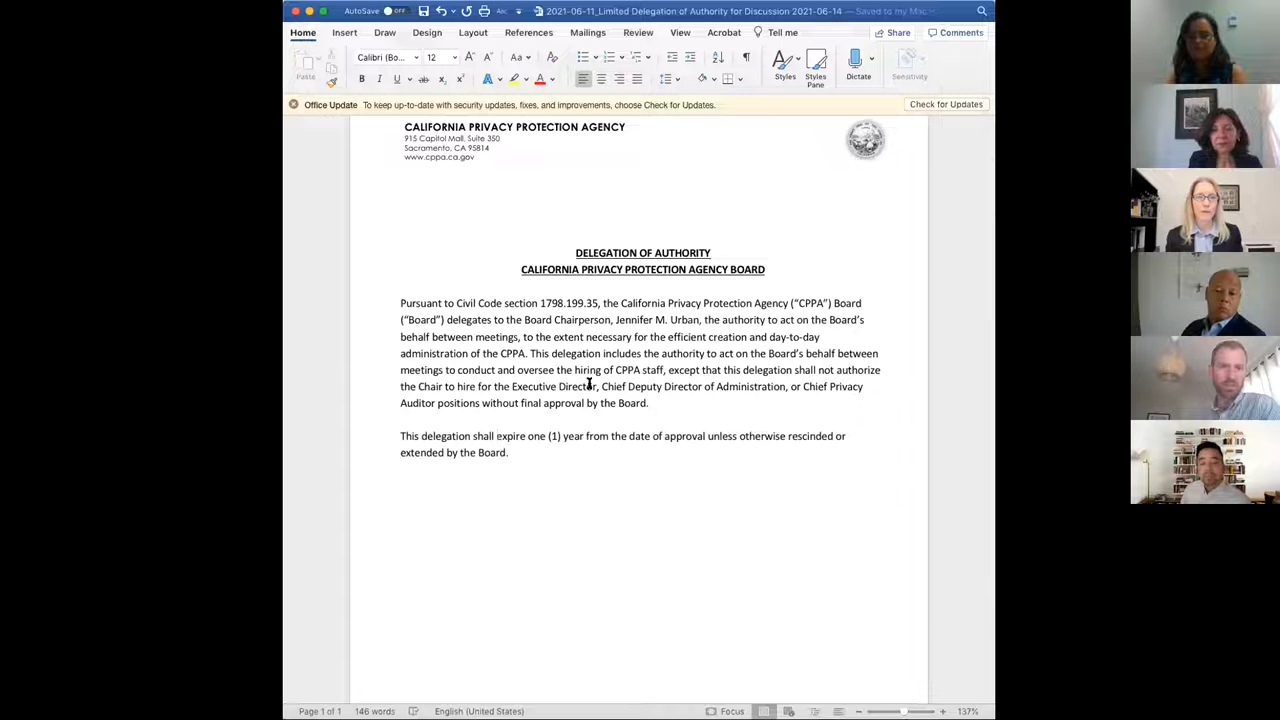 AutoSave OFF 2021-06-11_Limited Delegation of Authority for Discussion 2021-06-14 — Saved to my Mac
Home Insert Draw Design Layout References Mailings Review View Acrobat Tell me Share Comments
Paste Calibri (Bo... 12 Aa Styles Styles Pane Dictate Sensitivity
B I U ab x x A A
Office Update To keep up-to-date with security updates, fixes, and improvements, choose Check for Updates. Check for Updates
CALIFORNIA PRIVACY PROTECTION AGENCY
915 Capitol Mall, Suite 350
Sacramento, CA 95814
www.cppa.ca.gov
DELEGATION OF AUTHORITY
CALIFORNIA PRIVACY PROTECTION AGENCY BOARD
Pursuant to Civil Code section 1798.199.35, the California Privacy Protection Agency (“CPPA”) Board
(“Board”) delegates to the Board Chairperson, Jennifer M. Urban, the authority to act on the Board’s
behalf between meetings, to the extent necessary for the efficient creation and day-to-day
administration of the CPPA. This delegation includes the authority to act on the Board’s behalf between
meetings to conduct and oversee the hiring of CPPA staff, except that this delegation shall not authorize
the Chair to hire for the Executive Director, Chief Deputy Director of Administration, or Chief Privacy
Auditor positions without final approval by the Board.
This delegation shall expire one (1) year from the date of approval unless otherwise rescinded or
extended by the Board.
Page 1 of 1 146 words English (United States) Focus 137%